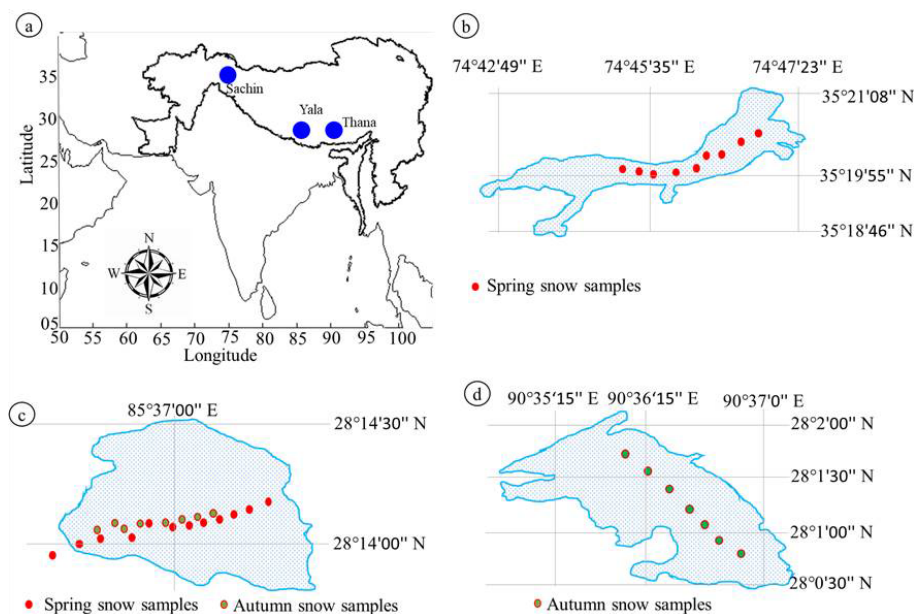 a
Latitude
35
30
25
20
15
10
05
Sachin
Yala
Thana
N
W E
S
50 55 60 65 70 75 80 85 90 95 100
Longitude
b
74°42'49" E 74°45'35" E 74°47'23" E
35°21'08" N
35°19'55" N
35°18'46" N
Spring snow samples
c
85°37'00" E
28°14'30" N
28°14'00" N
Spring snow samples Autumn snow samples
d
90°35'15" E 90°36'15" E 90°37'0" E
28°2'00" N
28°1'50" N
28°1'00" N
28°0'50" N
Autumn snow samples